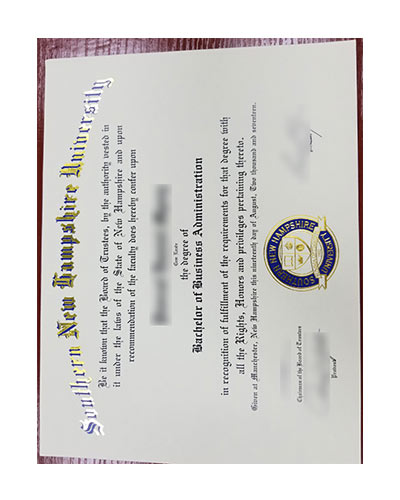 Southern New Hampshire University
Be it known that the Board of Trustees, by the authority vested in
it under the laws of the State of New Hampshire and upon
recommendation of the faculty does hereby confer upon
Cum Laude
the degree of
Bachelor of Business Administration
in recognition of fulfillment of the requirements for that degree with
all the Rights, Honors and privileges pertaining thereto.
Given at Manchester, New Hampshire this nineteenth day of August, Two thousand and seventeen.
SOUTHERN NEW HAMPSHIRE UNIVERSITY
Chairman of the Board of Trustees
President